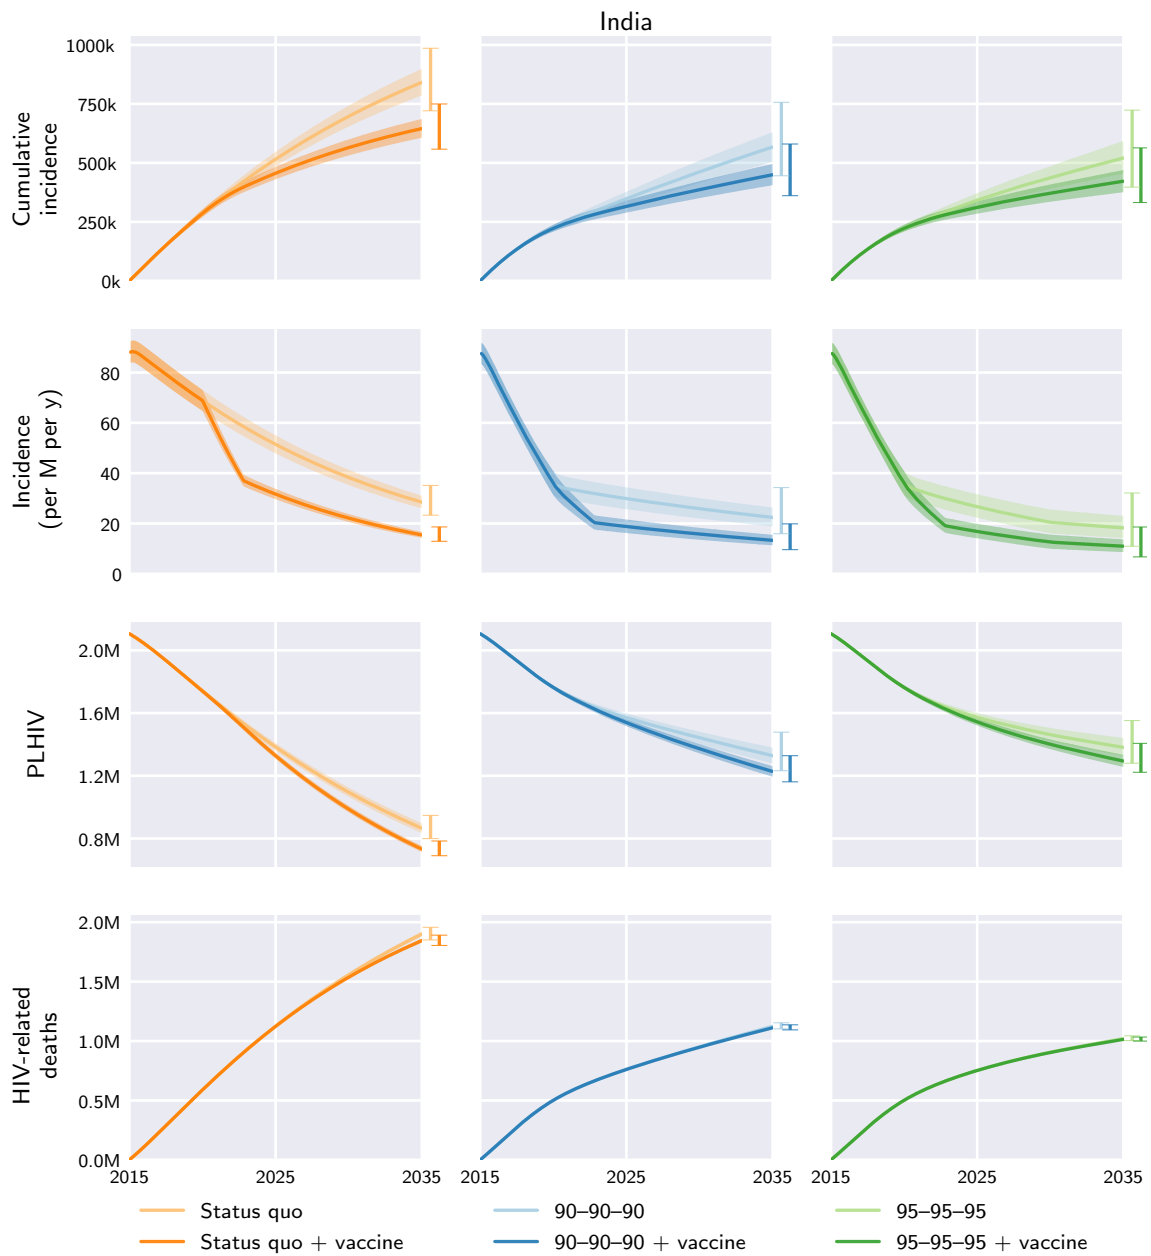 India
1000k
750k
500k
250k
0k
Cumulative
incidence
80
60
40
20
0
Incidence
(per M per y)
2.0M
1.6M
1.2M
0.8M
PLHIV
2.0M
1.5M
1.0M
0.5M
0.0M
HIV-related
deaths
2015 2025 2035 2015 2025 2035 2015 2025 2035
Status quo 90–90–90 95–95–95
Status quo + vaccine 90–90–90 + vaccine 95–95–95 + vaccine